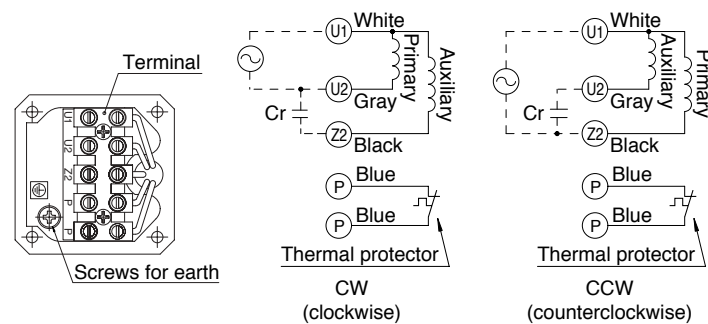 Terminal
U1
U2
Z2
P
P
Screws for earth
U1
White
Primary
Auxiliary
U2
Gray
Cr
Z2
Black
P
Blue
P
Blue
Thermal protector
CW
(clockwise)
U1
White
Auxiliary
Primary
U2
Gray
Cr
Z2
Black
P
Blue
P
Blue
Thermal protector
CCW
(counterclockwise)